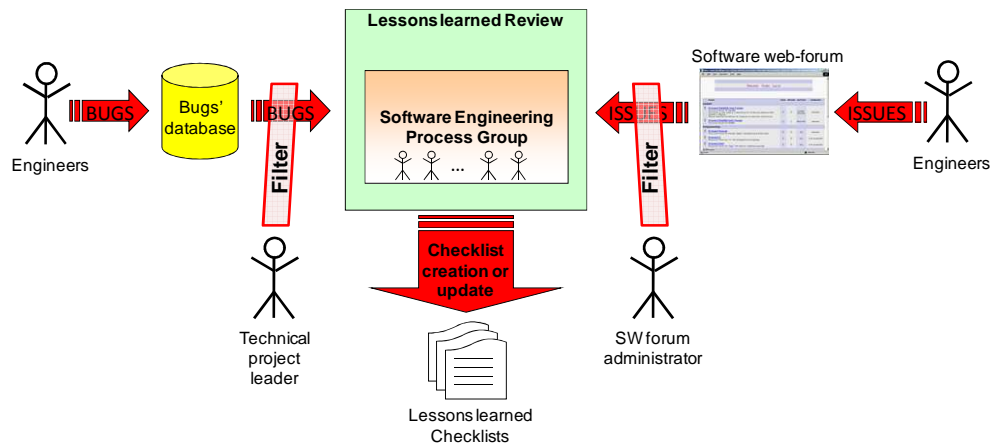 Lessons learned Review
Software web-forum
BUGS
Bugs'
database
BUGS
Software Engineering
Process Group
...
ISSUES
ISSUES
Engineers
Filter
Filter
Engineers
Checklist
creation or
update
Technical
project
leader
SW forum
administrator
Lessons learned
Checklists